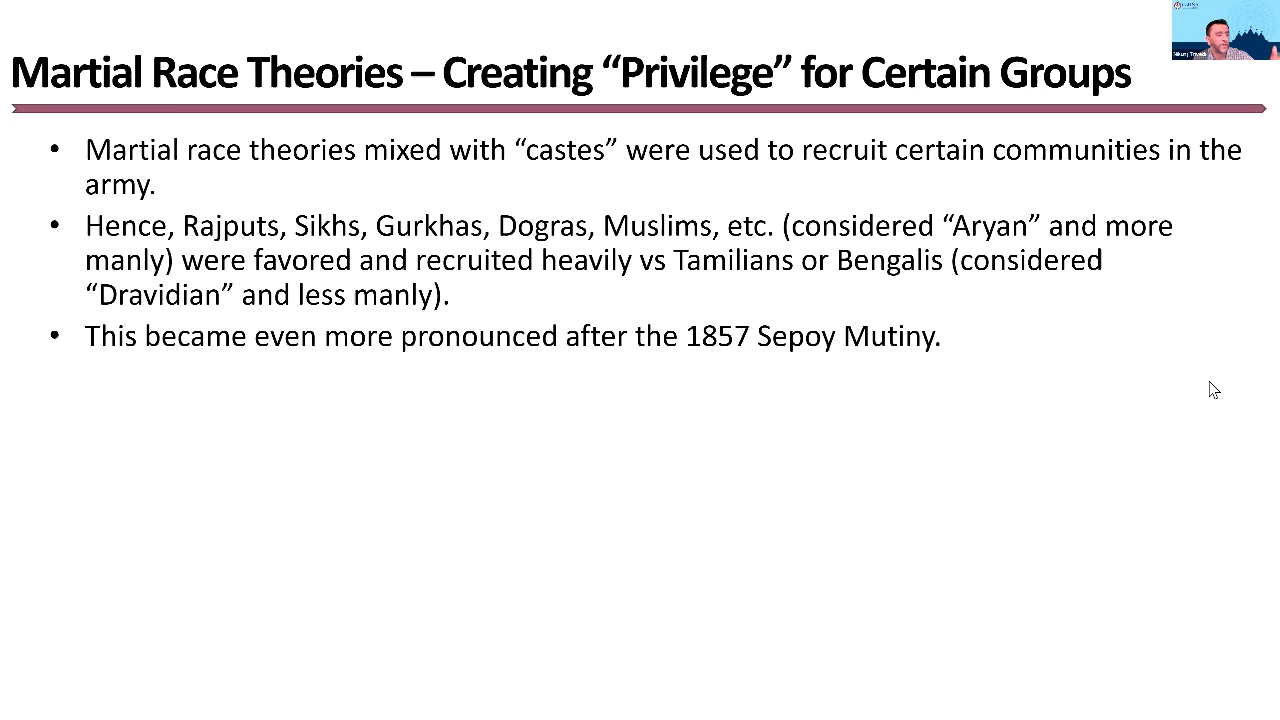 Martial Race Theories – Creating “Privilege” for Certain Groups
• Martial race theories mixed with “castes” were used to recruit certain communities in the
army.
• Hence, Rajputs, Sikhs, Gurkhas, Dogras, Muslims, etc. (considered “Aryan” and more
manly) were favored and recruited heavily vs Tamilians or Bengalis (considered
“Dravidian” and less manly).
• This became even more pronounced after the 1857 Sepoy Mutiny.